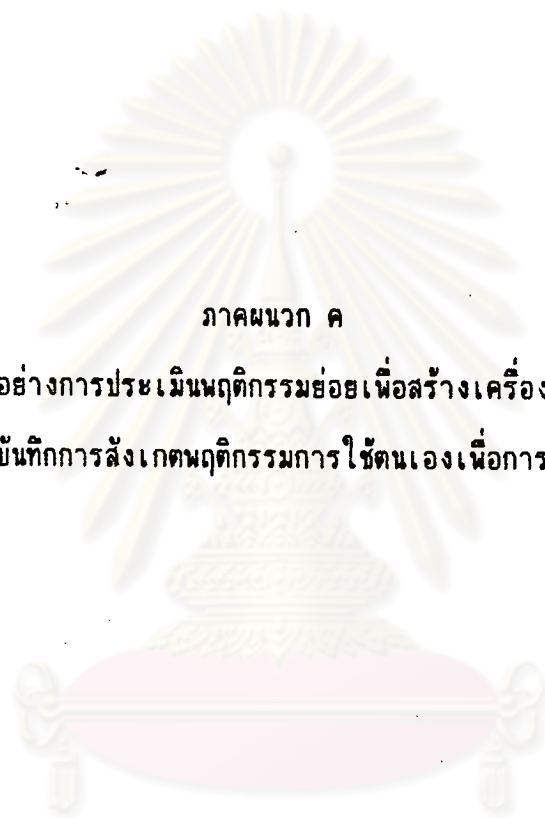 ภาคผนวก ค
อย่างการประเมินพฤติกรรมย่อยเพื่อสร้างเครื่อง
บันทึกการสังเกตพฤติกรรมการใช้ตนเองเพื่อการ